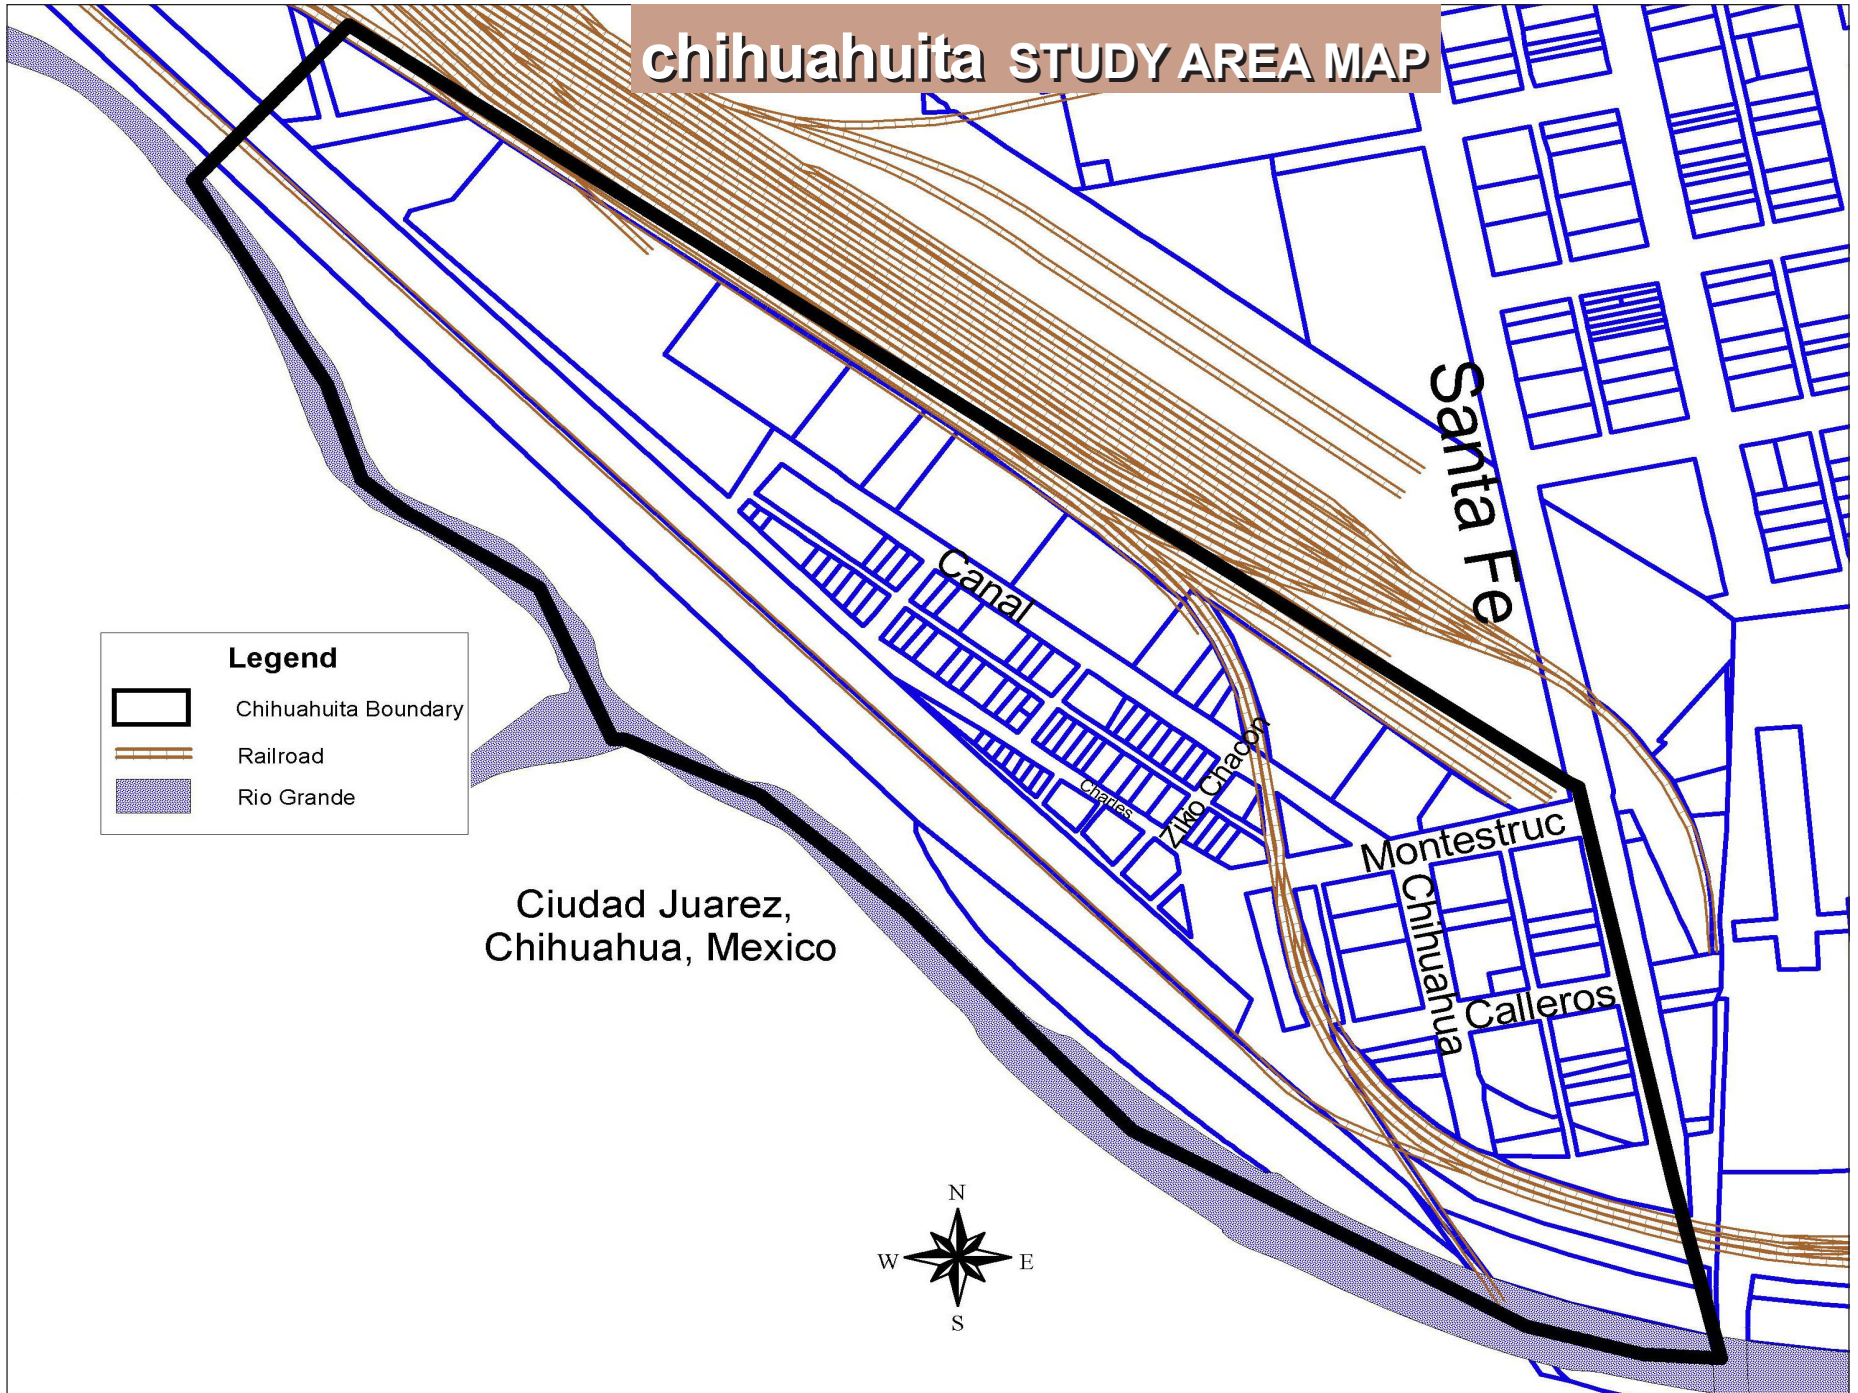 chihuahuita STUDY AREA MAP
Santa Fe
Canal
Legend
Chihuahuita Boundary
Railroad
Rio Grande
Ziko Chacon
Charles
Montestruc
Chihuahua
Calleros
Ciudad Juarez,
Chihuahua, Mexico
N
W
E
S